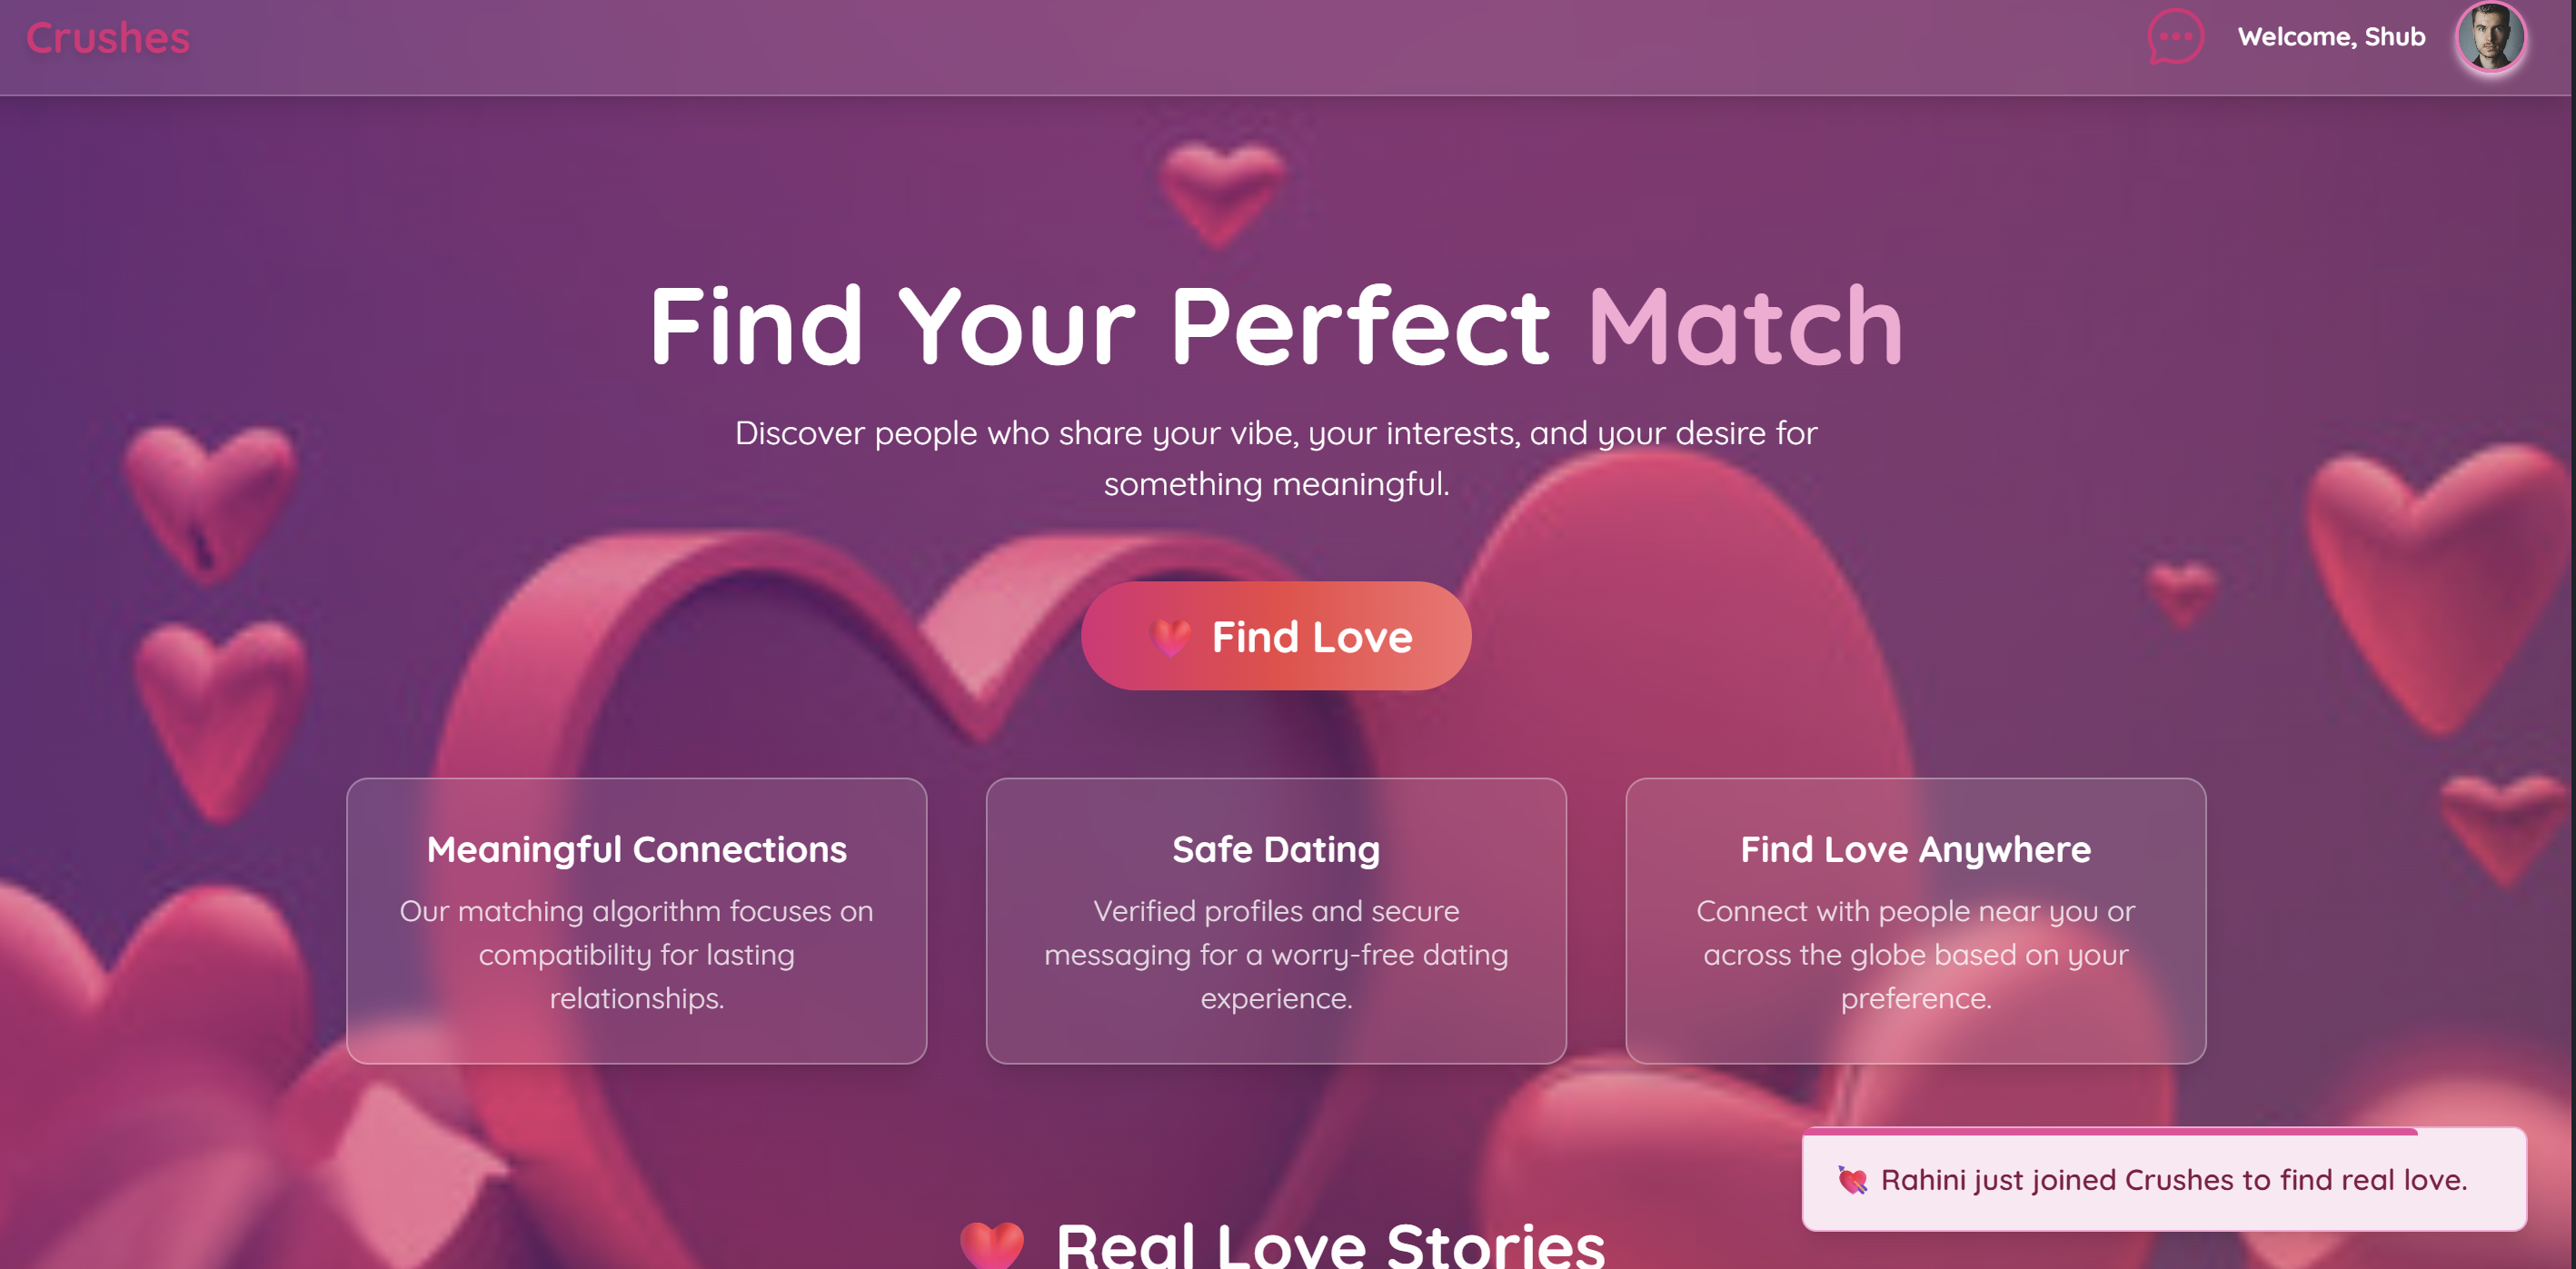 Crushes
Welcome, Shub
Find Your Perfect Match
Discover people who share your vibe, your interests, and your desire for
something meaningful.
Find Love
Meaningful Connections
Our matching algorithm focuses on
compatibility for lasting
relationships.
Safe Dating
Verified profiles and secure
messaging for a worry-free dating
experience.
Find Love Anywhere
Connect with people near you or
across the globe based on your
preference.
💘 Rahini just joined Crushes to find real love.
Real Love Stories